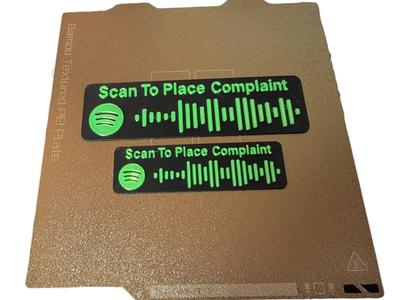 Bambu Textured PEI Plate
Scan To Place Complaint
Scan To Place Complaint